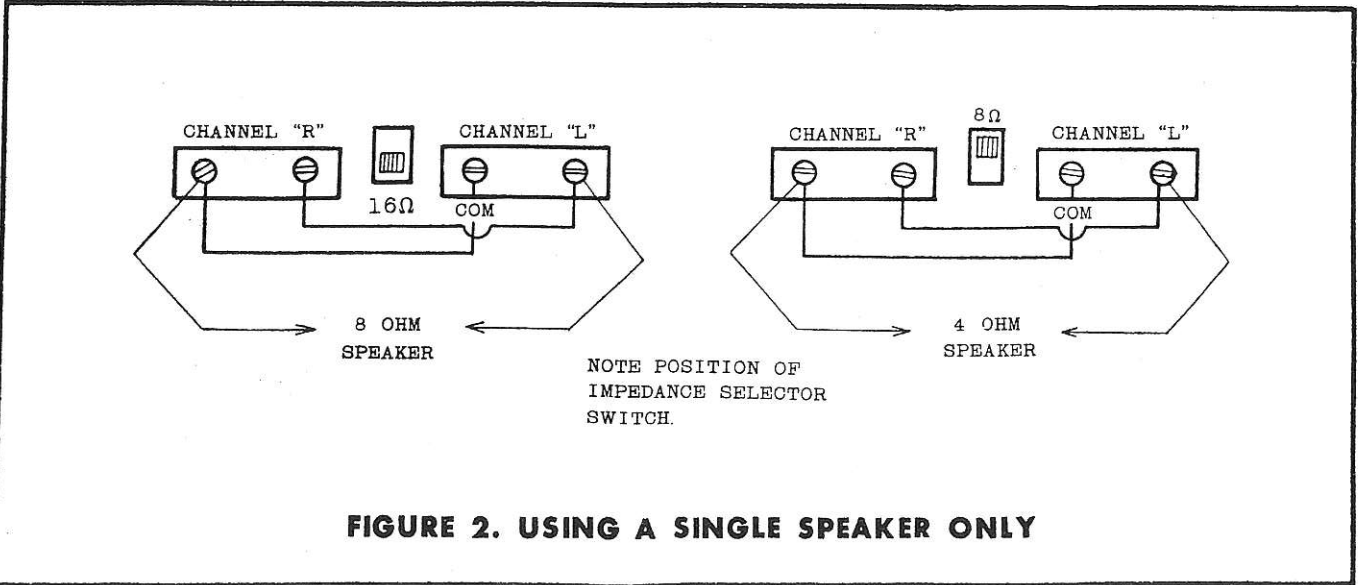 CHANNEL "R"
CHANNEL "L"
16Ω
COM
8 OHM
SPEAKER
8Ω
CHANNEL "R"
CHANNEL "L"
COM
4 OHM
SPEAKER
NOTE POSITION OF
IMPEDANCE SELECTOR
SWITCH.
FIGURE 2. USING A SINGLE SPEAKER ONLY